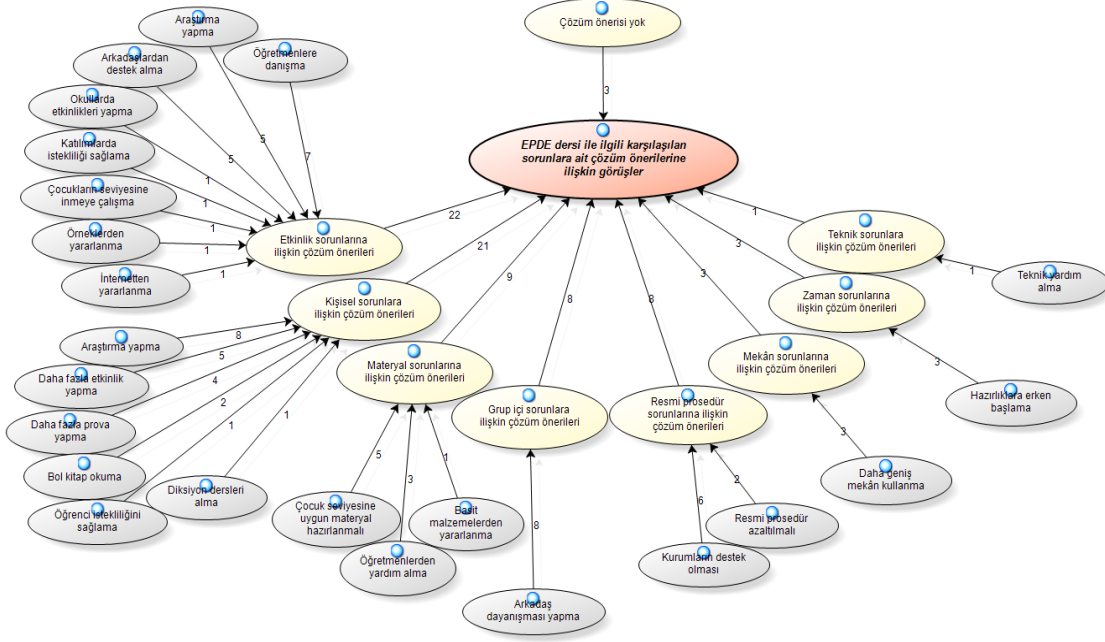 Çözüm önerisi yok
3
EPDE dersi ile ilgili karşılaşılan
sorunlara ait çözüm önerilerine
ilişkin görüşler
Araştırma
yapma
5
Arkadaşlardan
destek alma
5
Öğretmenlere
danışma
7
Okullarda
etkinlikleri yapma
1
Katılımlarda
istekliliği sağlama
1
Çocukların seviyesine
inmeye çalışma
1
Örneklerden
yararlanma
1
İnternetten
yararlanma
1
Etkinlik sorunlarına
ilişkin çözüm önerileri
22
Kişisel sorunlara
ilişkin çözüm önerileri
21
Araştırma yapma
8
Daha fazla etkinlik
yapma
5
Daha fazla prova
yapma
4
Bol kitap okuma
2
Öğrenci istekliliğini
sağlama
1
Diksiyon dersleri
alma
1
Materyal sorunlarına
ilişkin çözüm önerileri
9
Çocuk seviyesine
uygun materyal
hazırlanmalı
5
Öğretmenlerden
yardım alma
3
Basit
malzemelerden
yararlanma
1
Grup içi sorunlara
ilişkin çözüm önerileri
8
Arkadaş
dayanışması yapma
8
Resmi prosedür
sorunlarına ilişkin
çözüm önerileri
8
Kurumların destek
olması
6
Resmi prosedür
azaltılmalı
2
Mekân sorunlarına
ilişkin çözüm önerileri
3
Daha geniş
mekân kullanma
3
Zaman sorunlarına
ilişkin çözüm önerileri
3
Hazırlıklara erken
başlama
3
Teknik sorunlara
ilişkin çözüm önerileri
1
Teknik yardım
alma
1